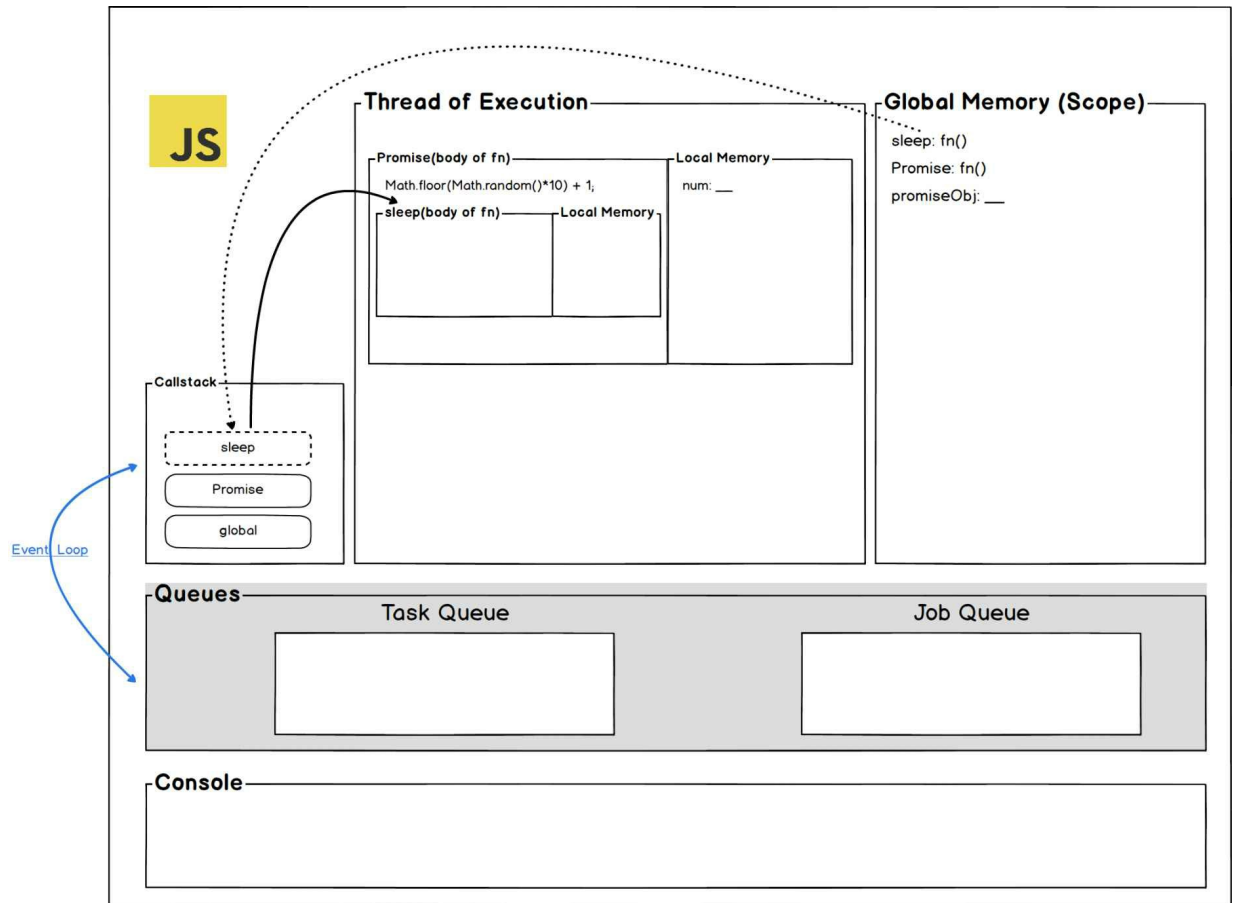 JS
Thread of Execution
Promise(body of fn)
Math.floor(Math.random()*10) + 1;
sleep(body of fn)
Local Memory
Local Memory
num: __
Global Memory (Scope)
sleep: fn()
Promise: fn()
promiseObj: __
Callstack
sleep
Promise
global
Event Loop
Queues
Task Queue
Job Queue
Console